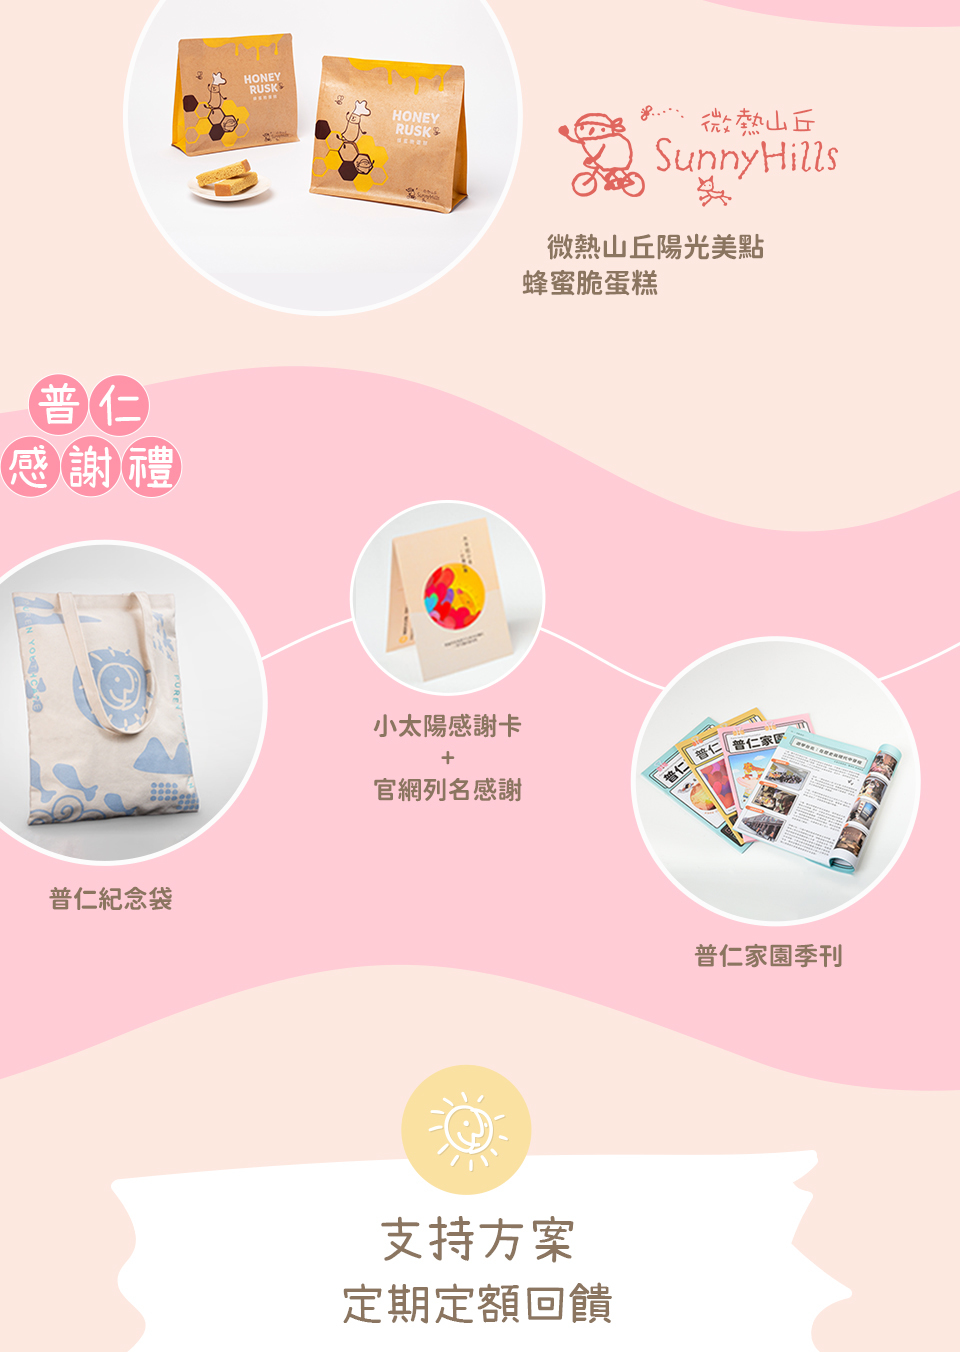 HONEY
RUSK
HONEY
RUSK
SunnyHills
微熱山丘
SunnyHills
微熱山丘陽光美點
蜂蜜脆蛋糕
普仁
感謝禮
小太陽感謝卡
+
官網列名感謝
普仁
普仁
普仁家園
普仁紀念袋
普仁家園季刊
支持方案
定期定額回饋